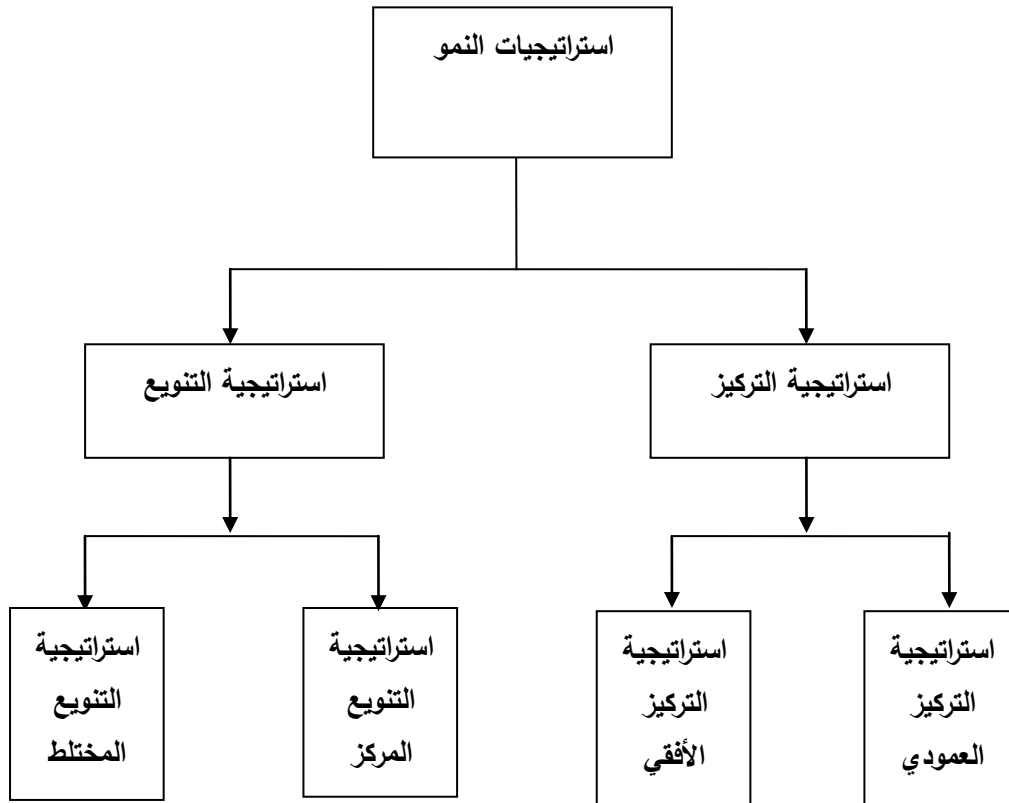 استراتيجيات النمو
استراتيجية التركيز
استراتيجية التنويع
استراتيجية
التركيز
العمودي
استراتيجية
التركيز
الأفقي
استراتيجية
التنويع
المركز
استراتيجية
التنويع
المختلط